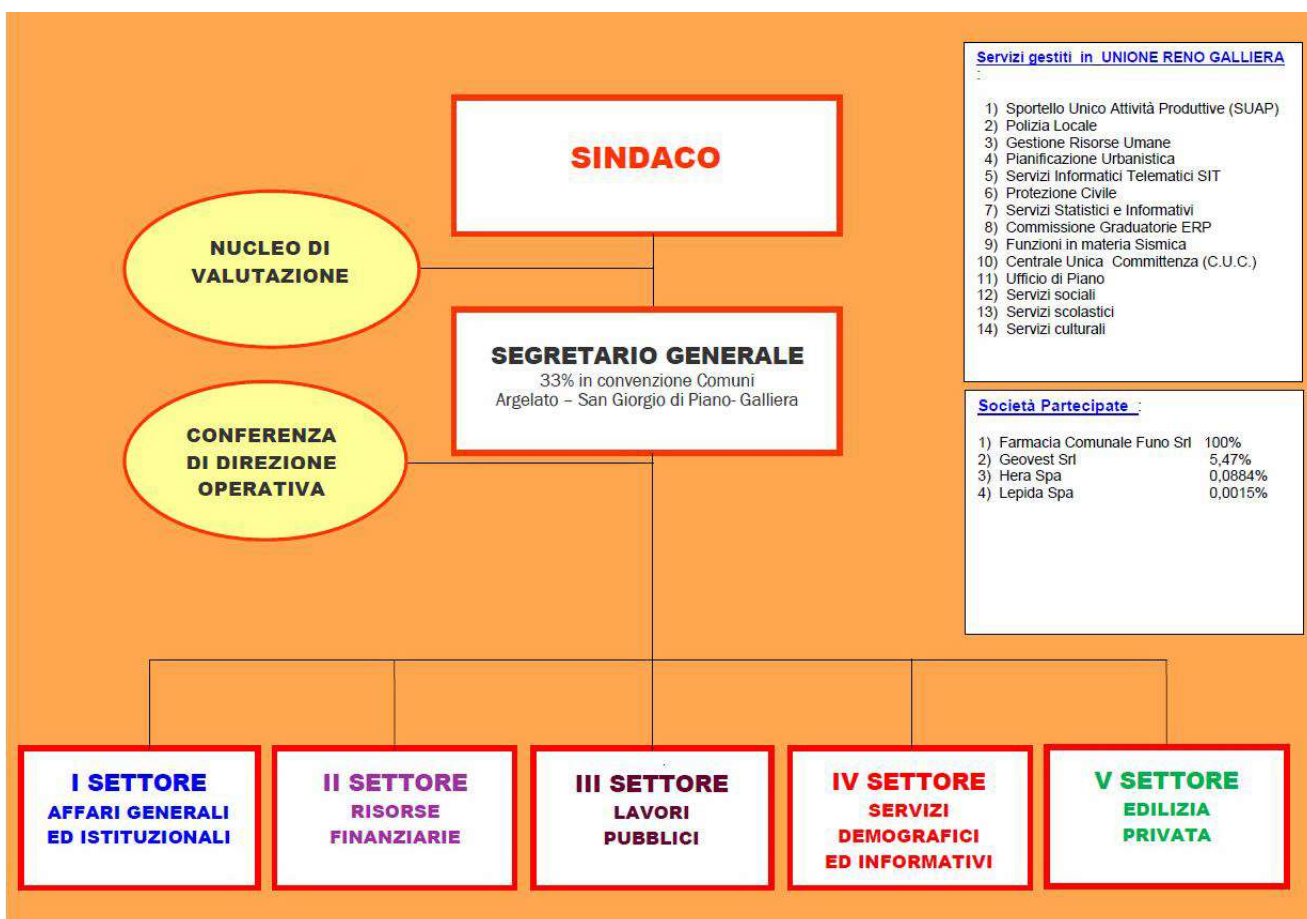 SINDACO
NUCLEO DI
VALUTAZIONE
SEGRETARIO GENERALE
33% in convenzione Comuni
Argelato – San Giorgio di Piano- Galliera
CONFERENZA
DI DIREZIONE
OPERATIVA
Servizi gestiti in UNIONE RENO GALLIERA
:
1) Sportello Unico Attività Produttive (SUAP)
2) Polizia Locale
3) Gestione Risorse Umane
4) Pianificazione Urbanistica
5) Servizi Informatici Telematici SIT
6) Protezione Civile
7) Servizi Statistici e Informativi
8) Commissione Graduatorie ERP
9) Funzioni in materia Sismica
10) Centrale Unica Committenza (C.U.C.)
11) Ufficio di Piano
12) Servizi sociali
13) Servizi scolastici
14) Servizi culturali
Società Partecipate :
1) Farmacia Comunale Funo Srl 100%
2) Geovest Srl 5,47%
3) Hera Spa 0,0884%
4) Lepida Spa 0,0015%
I SETTORE
AFFARI GENERALI
ED ISTITUZIONALI
II SETTORE
RISORSE
FINANZIARIE
III SETTORE
LAVORI
PUBBLICI
IV SETTORE
SERVIZI
DEMOGRAFICI
ED INFORMATIVI
V SETTORE
EDILIZIA
PRIVATA